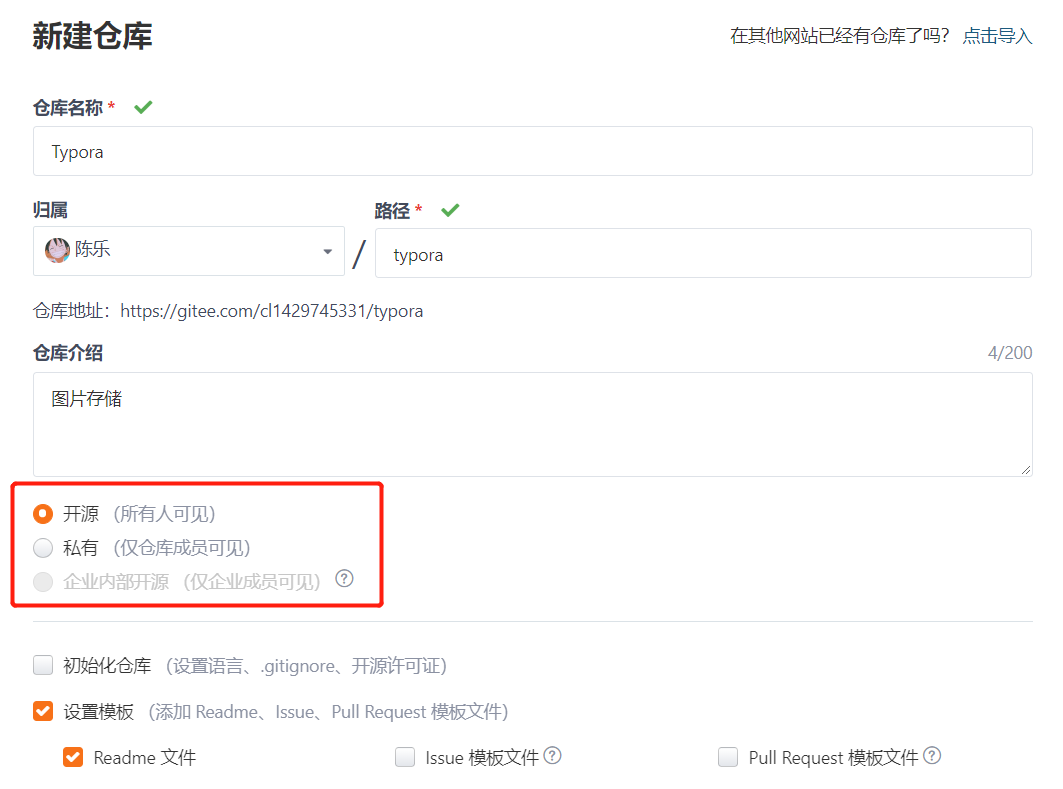 新建仓库
在其他网站已经有仓库了吗? 点击导入
仓库名称 *
Typora
归属
路径 *
陈乐
/
typora
仓库地址：https://gitee.com/cl1429745331/typora
仓库介绍
4/200
图片存储
开源 (所有人可见)
私有 (仅仓库成员可见)
企业内部开源 (仅企业成员可见) ?
初始化仓库 (设置语言、.gitignore、开源许可证)
设置模板 (添加 Readme、Issue、Pull Request 模板文件)
Readme 文件
Issue 模板文件 ?
Pull Request 模板文件 ?